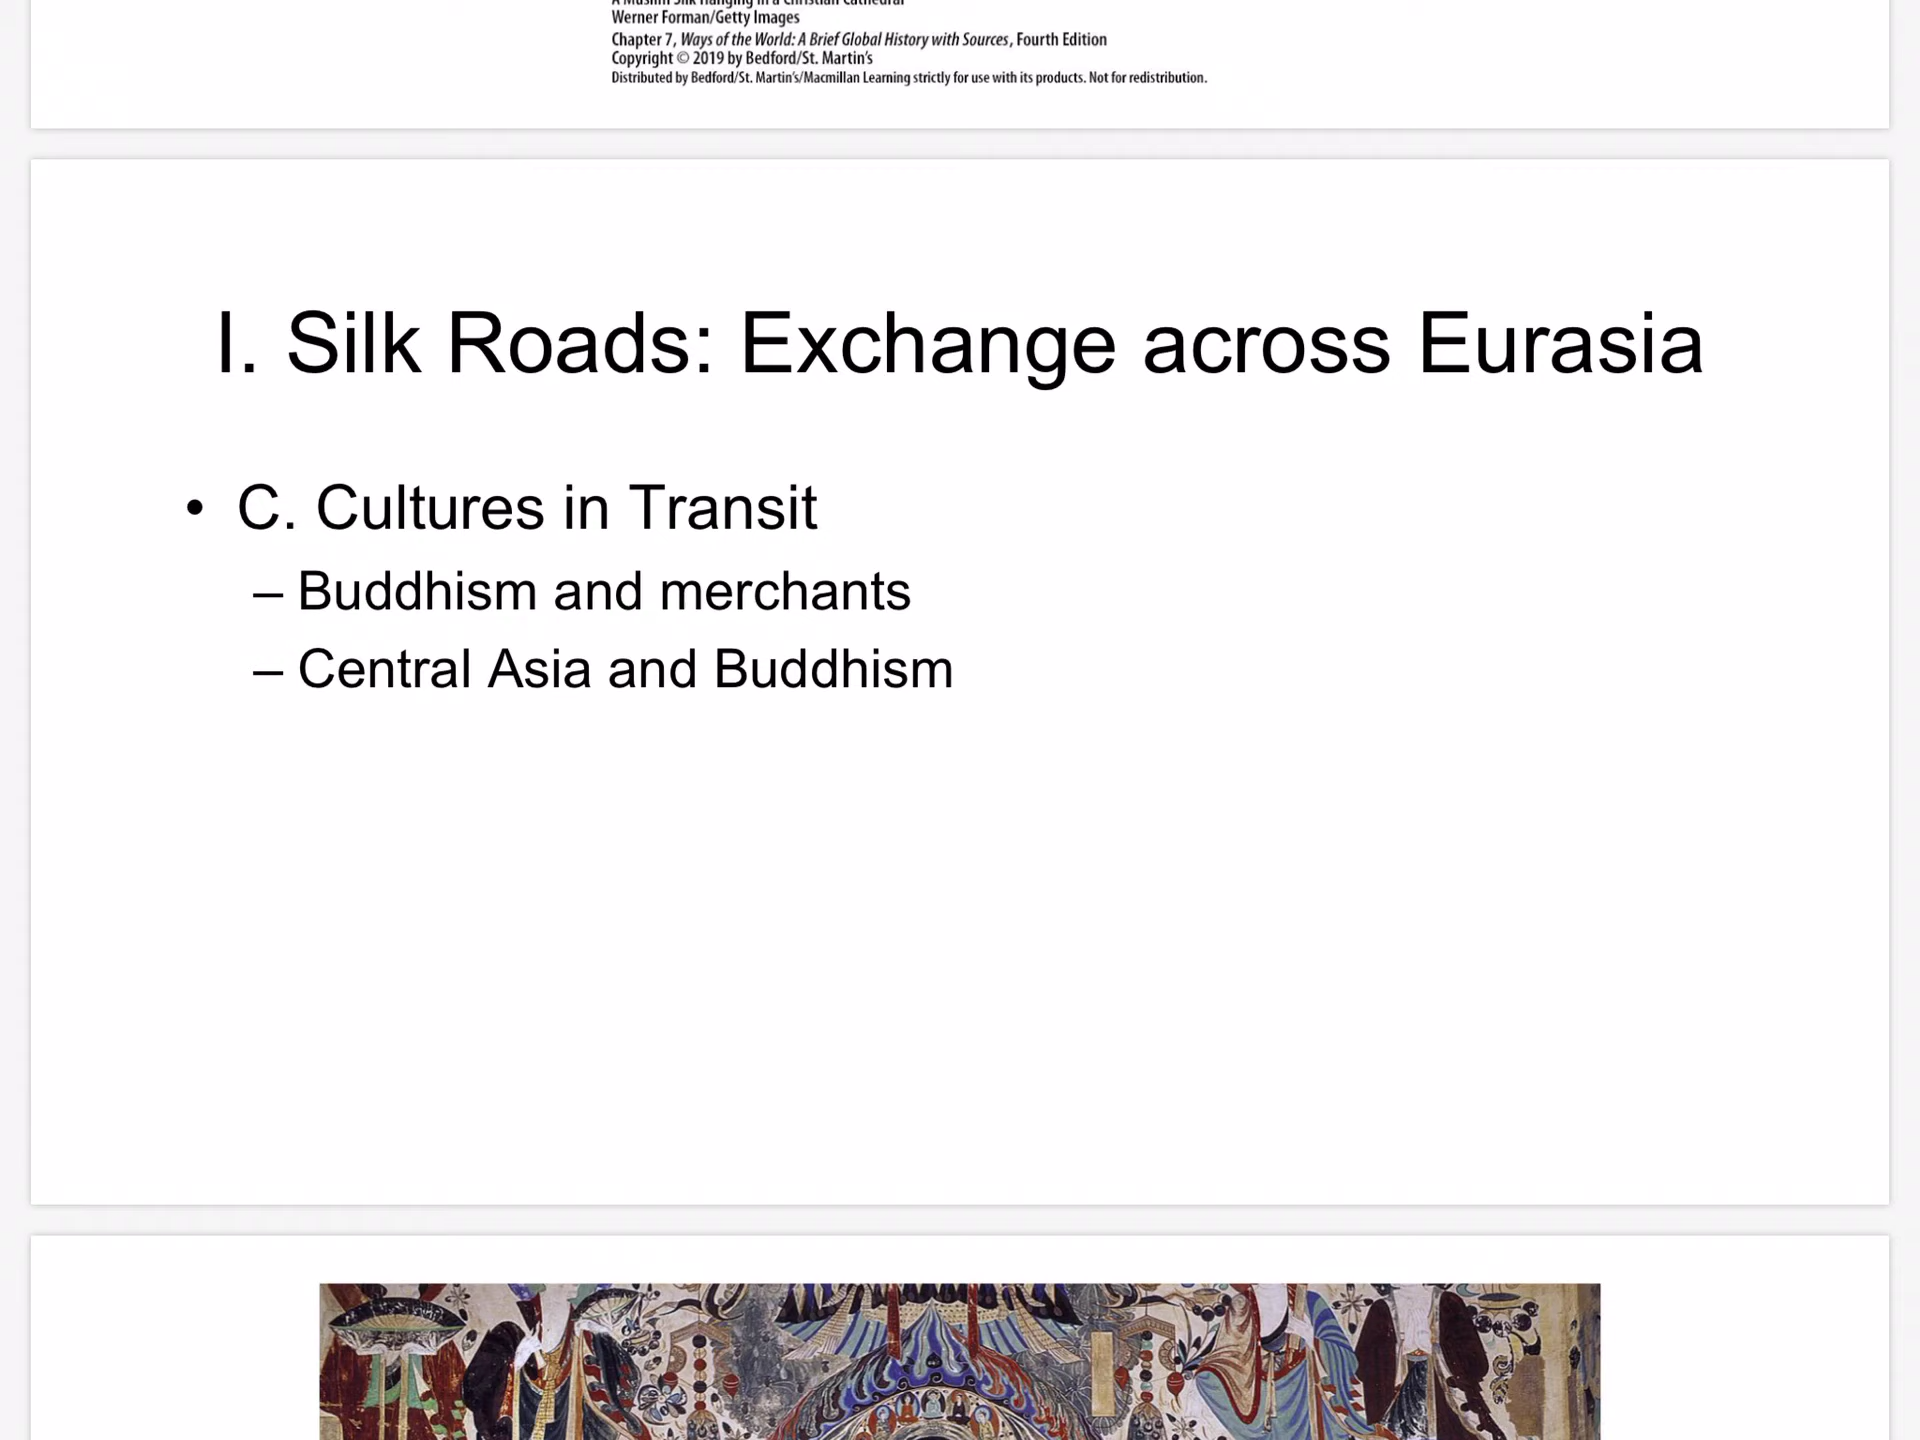 A Muslim Silk Hanging in a Christian Cathedral
Werner Forman/Getty Images
Chapter 7, Ways of the World: A Brief Global History with Sources, Fourth Edition
Copyright © 2019 by Bedford/St. Martin's
Distributed by Bedford/St. Martin's/Macmillan Learning strictly for use with its products. Not for redistribution.
I. Silk Roads: Exchange across Eurasia
• C. Cultures in Transit
– Buddhism and merchants
– Central Asia and Buddhism